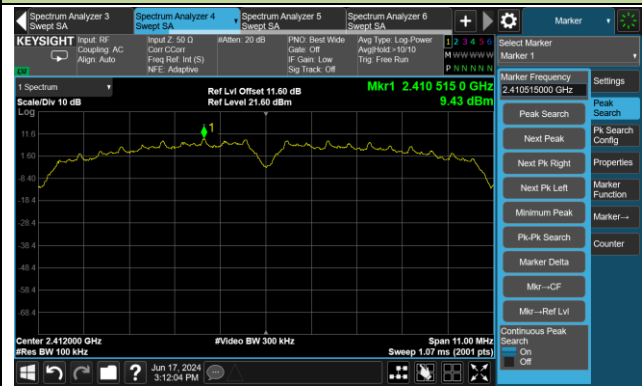 Spectrum Analyzer 3
Swept SA
Spectrum Analyzer 4
Swept SA
Spectrum Analyzer 5
Swept SA
Spectrum Analyzer 6
Swept SA
Marker
KEYSIGHT
Input: RF
Coupling: AC
Align: Auto
Input Z: 50 Ω
Corr CCorr
Freq Ref: Int (S)
NFE: Adaptive
#Atten: 20 dB
PNO: Best Wide
Gate: Off
IF Gain: Low
Sig Track: Off
Avg Type: Log-Power
Avg|Hold:>10/10
Trig: Free Run
1 2 3 4 5 6
M W W W W W
P N N N N N
LXI
1 Spectrum
Scale/Div 10 dB
Log
Ref Lvl Offset 11.60 dB
Ref Level 21.60 dBm
Mkr1 2.410 515 0 GHz
9.43 dBm
1
11.6
1.60
-8.40
-18.4
-28.4
-38.4
-48.4
-58.4
-68.4
Center 2.412000 GHz
#Res BW 100 kHz
#Video BW 300 kHz
Span 11.00 MHz
Sweep 1.07 ms (2001 pts)
Select Marker
Marker 1
Marker Frequency
2.410515000 GHz
Peak Search
Next Peak
Next Pk Right
Next Pk Left
Minimum Peak
Pk-Pk Search
Marker Delta
Mkr→CF
Mkr→Ref Lvl
Continuous Peak
Search
On
Off
Settings
Peak
Search
Pk Search
Config
Properties
Marker
Function
Marker→
Counter
?
Jun 17, 2024
3:12:04 PM